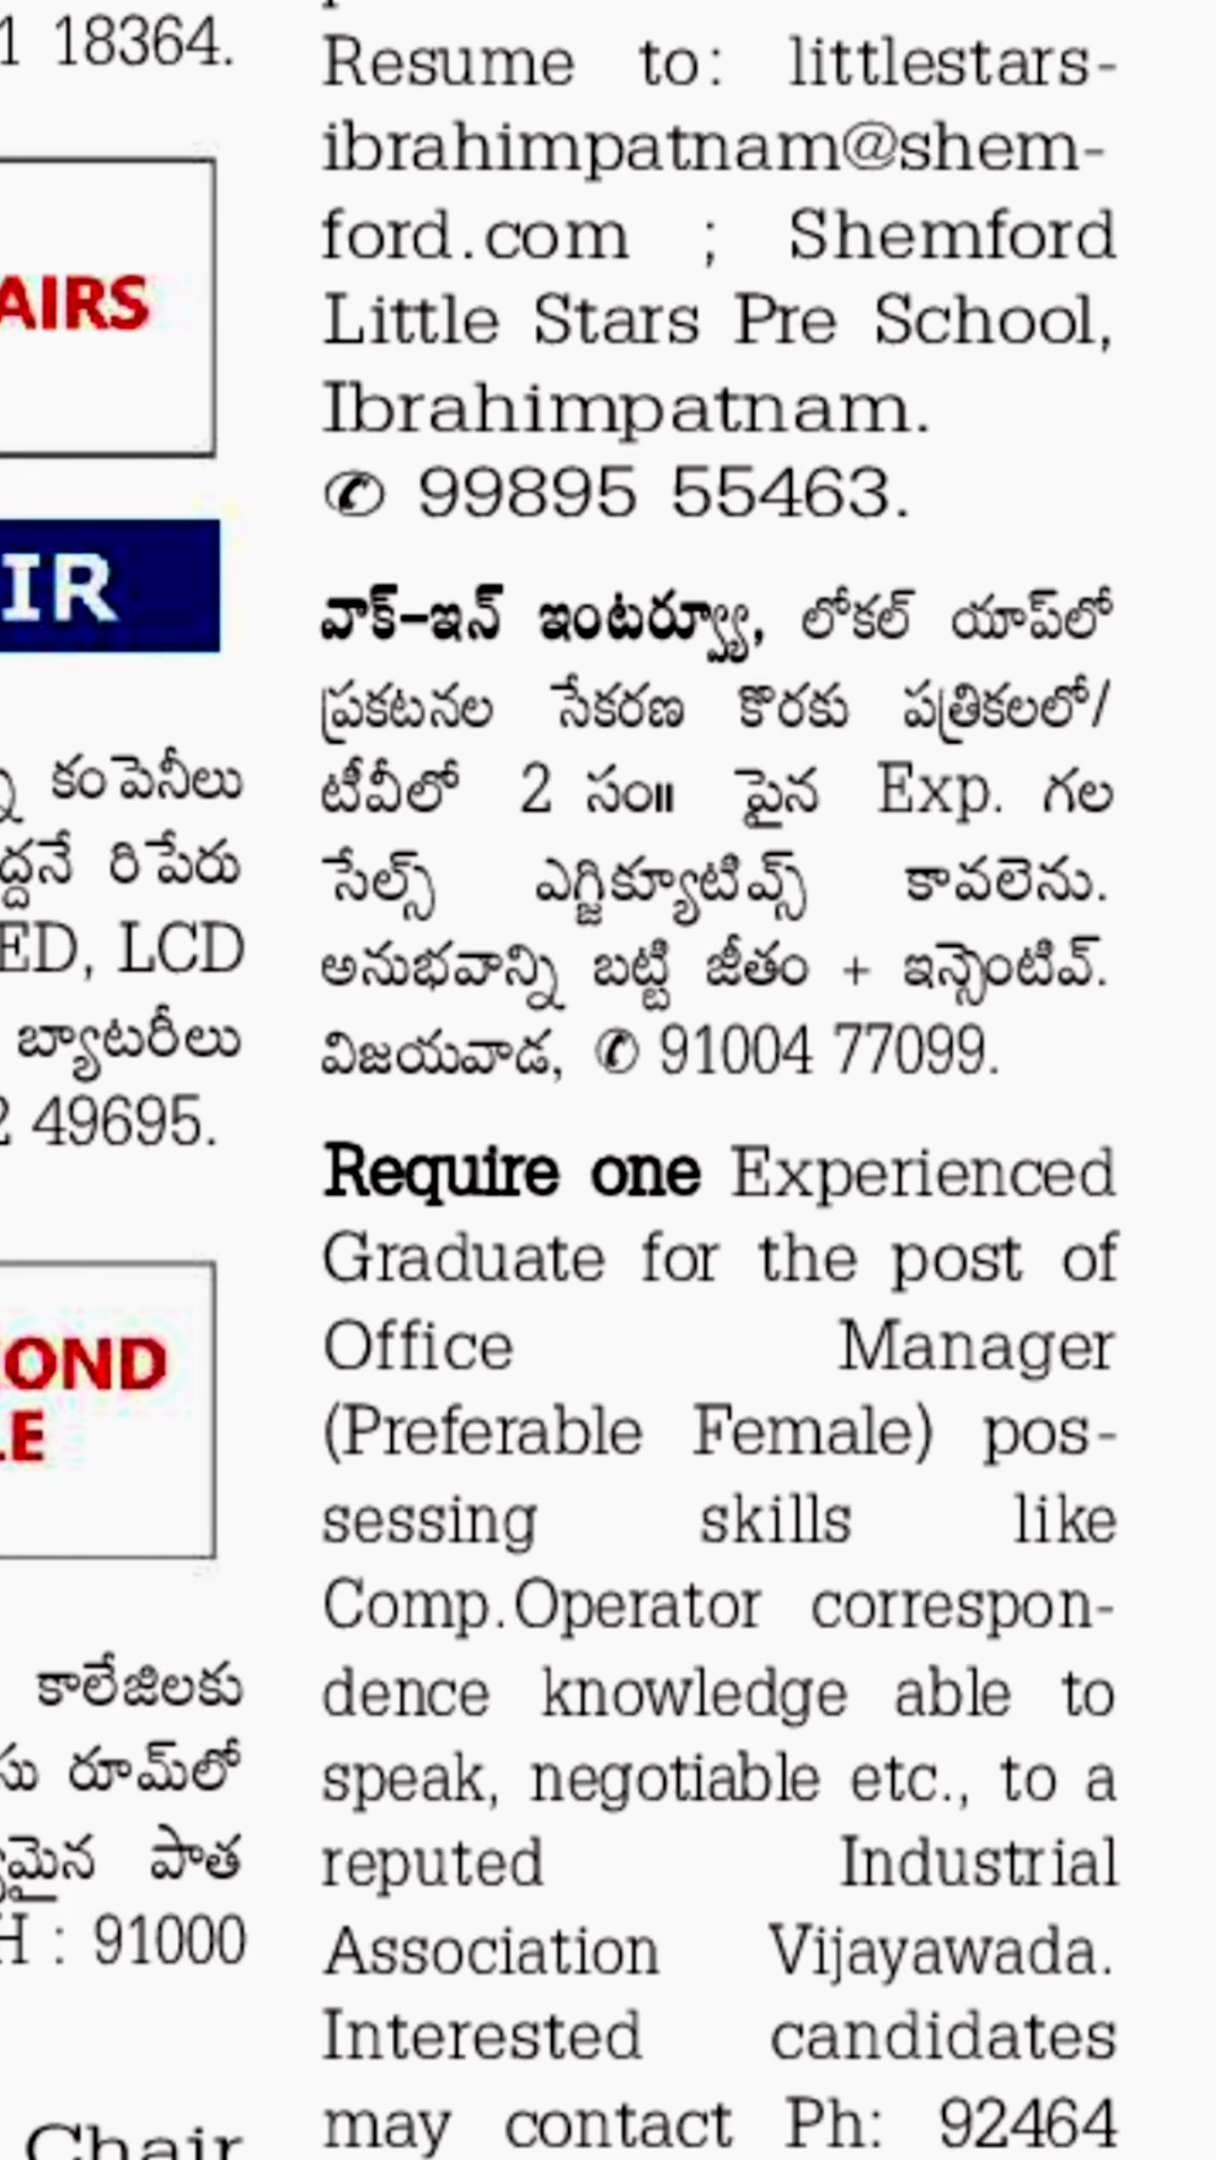 1 18364.
AIRS
IR
కంపెనీలు
రిపేరు
ED, LCD
బ్యాటరీలు
2 49695.
OND
LE
కాలేజిలకు
రూమ్‌లో
పాత
H : 91000
Chair
Resume to: littlestars-
ibrahimpatnam@shem-
ford.com ; Shemford
Little Stars Pre School,
Ibrahimpatnam.
✆ 99895 55463.
వాక్-ఇన్ ఇంటర్వ్యూ, లోకల్ యాప్‌లో
ప్రకటనల సేకరణ కొరకు పత్రికలలో/
టీవీలో 2 సం॥ పైన Exp. గల
సేల్స్ ఎగ్జిక్యూటివ్స్ కావలెను.
అనుభవాన్ని బట్టి జీతం + ఇన్సెంటివ్.
విజయవాడ, ✆ 91004 77099.
Require one Experienced
Graduate for the post of
Office Manager
(Preferable Female) pos-
sessing skills like
Comp.Operator correspon-
dence knowledge able to
speak, negotiable etc., to a
reputed Industrial
Association Vijayawada.
Interested candidates
may contact Ph: 92464